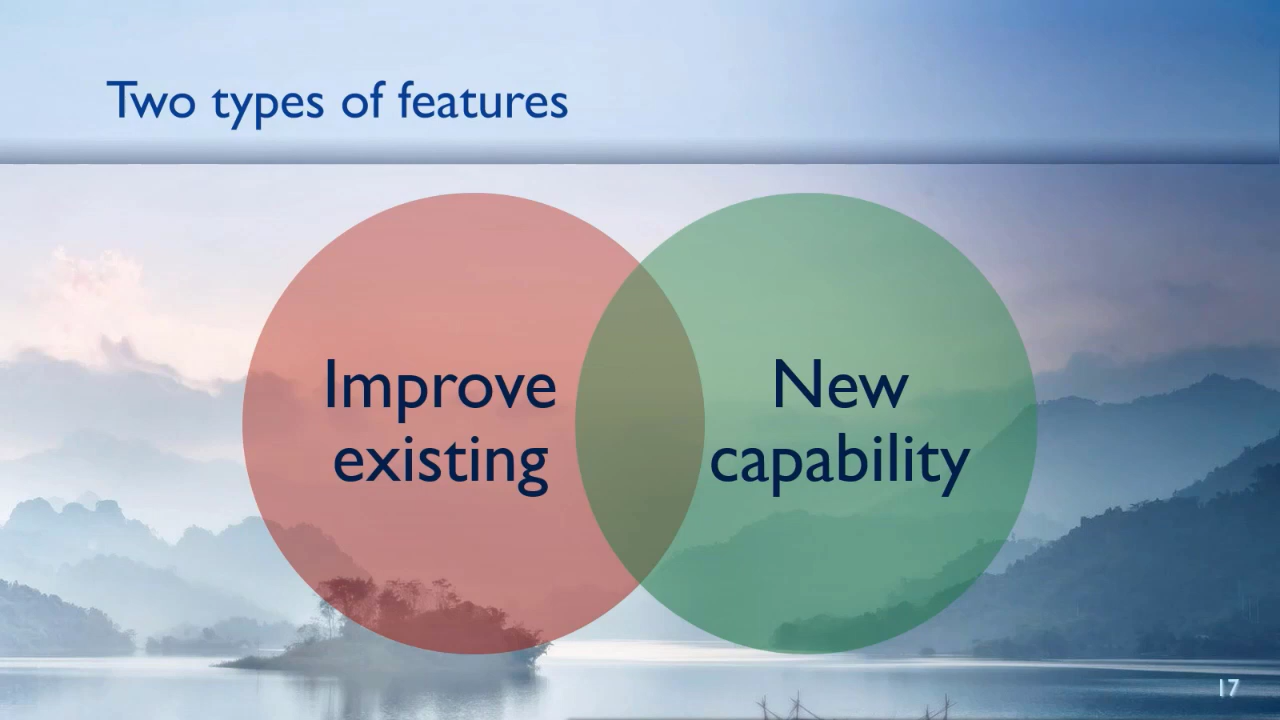 Two types of features
Improve
existing
New
capability
17